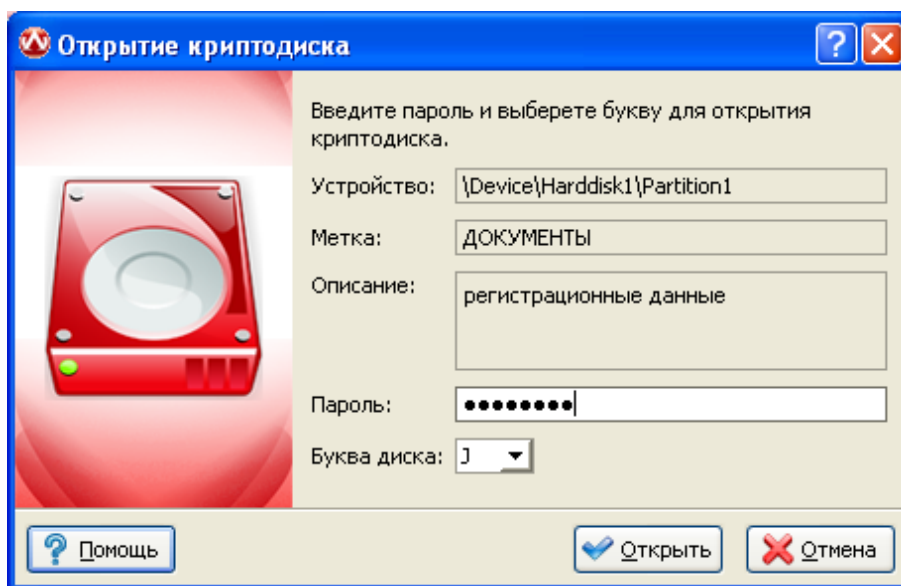 Открытие криптодиска
Введите пароль и выберете букву для открытия
криптодиска.
Устройство: \Device\Harddisk1\Partition1
Метка: ДОКУМЕНТЫ
Описание: регистрационные данные
Пароль: ●●●●●●●●
Буква диска: J
Помощь Открыть Отмена